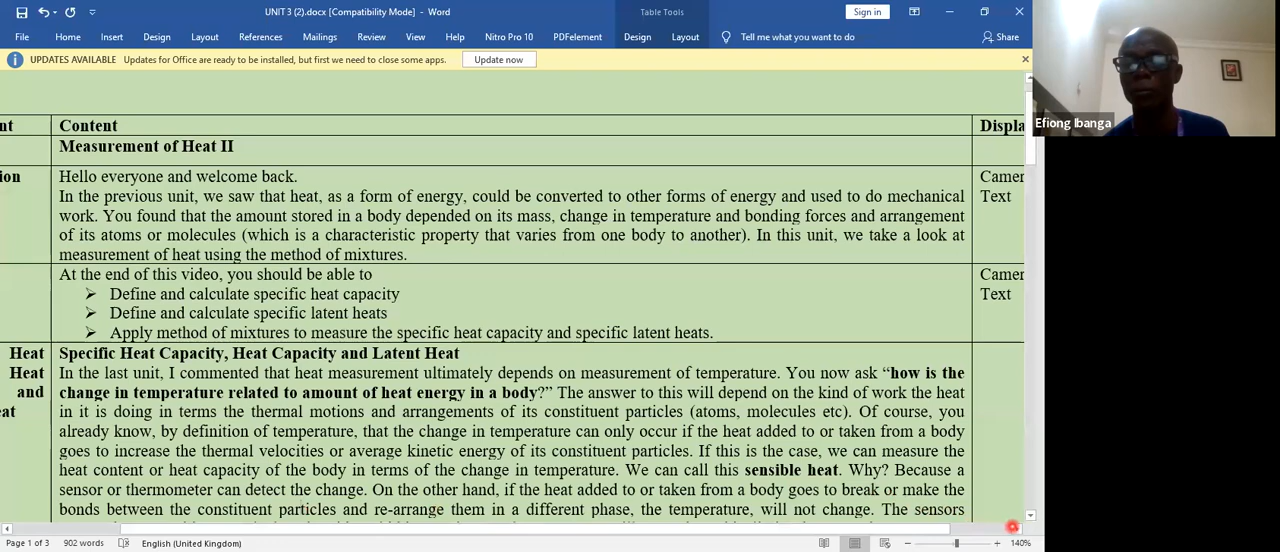 UNIT 3 (2).docx [Compatibility Mode] - Word
Table Tools
Sign in
File Home Insert Design Layout References Mailings Review View Help Nitro Pro 10 PDFelement Design Layout Tell me what you want to do Share
UPDATES AVAILABLE Updates for Office are ready to be installed, but first we need to close some apps. Update now
Efiong Ibanga
nt Content Displa
Measurement of Heat II
ion Hello everyone and welcome back. Camer
In the previous unit, we saw that heat, as a form of energy, could be converted to other forms of energy and used to do mechanical Text
work. You found that the amount stored in a body depended on its mass, change in temperature and bonding forces and arrangement
of its atoms or molecules (which is a characteristic property that varies from one body to another). In this unit, we take a look at
measurement of heat using the method of mixtures.
At the end of this video, you should be able to Camer
➢ Define and calculate specific heat capacity Text
➢ Define and calculate specific latent heats
➢ Apply method of mixtures to measure the specific heat capacity and specific latent heats.
Heat Specific Heat Capacity, Heat Capacity and Latent Heat
Heat In the last unit, I commented that heat measurement ultimately depends on measurement of temperature. You now ask “how is the
and change in temperature related to amount of heat energy in a body?” The answer to this will depend on the kind of work the heat
at in it is doing in terms the thermal motions and arrangements of its constituent particles (atoms, molecules etc). Of course, you
already know, by definition of temperature, that the change in temperature can only occur if the heat added to or taken from a body
goes to increase the thermal velocities or average kinetic energy of its constituent particles. If this is the case, we can measure the
heat content or heat capacity of the body in terms of the change in temperature. We can call this sensible heat. Why? Because a
sensor or thermometer can detect the change. On the other hand, if the heat added to or taken from a body goes to break or make the
bonds between the constituent particles and re-arrange them in a different phase, the temperature, will not change. The sensors
Page 1 of 3 902 words English (United Kingdom) 140%